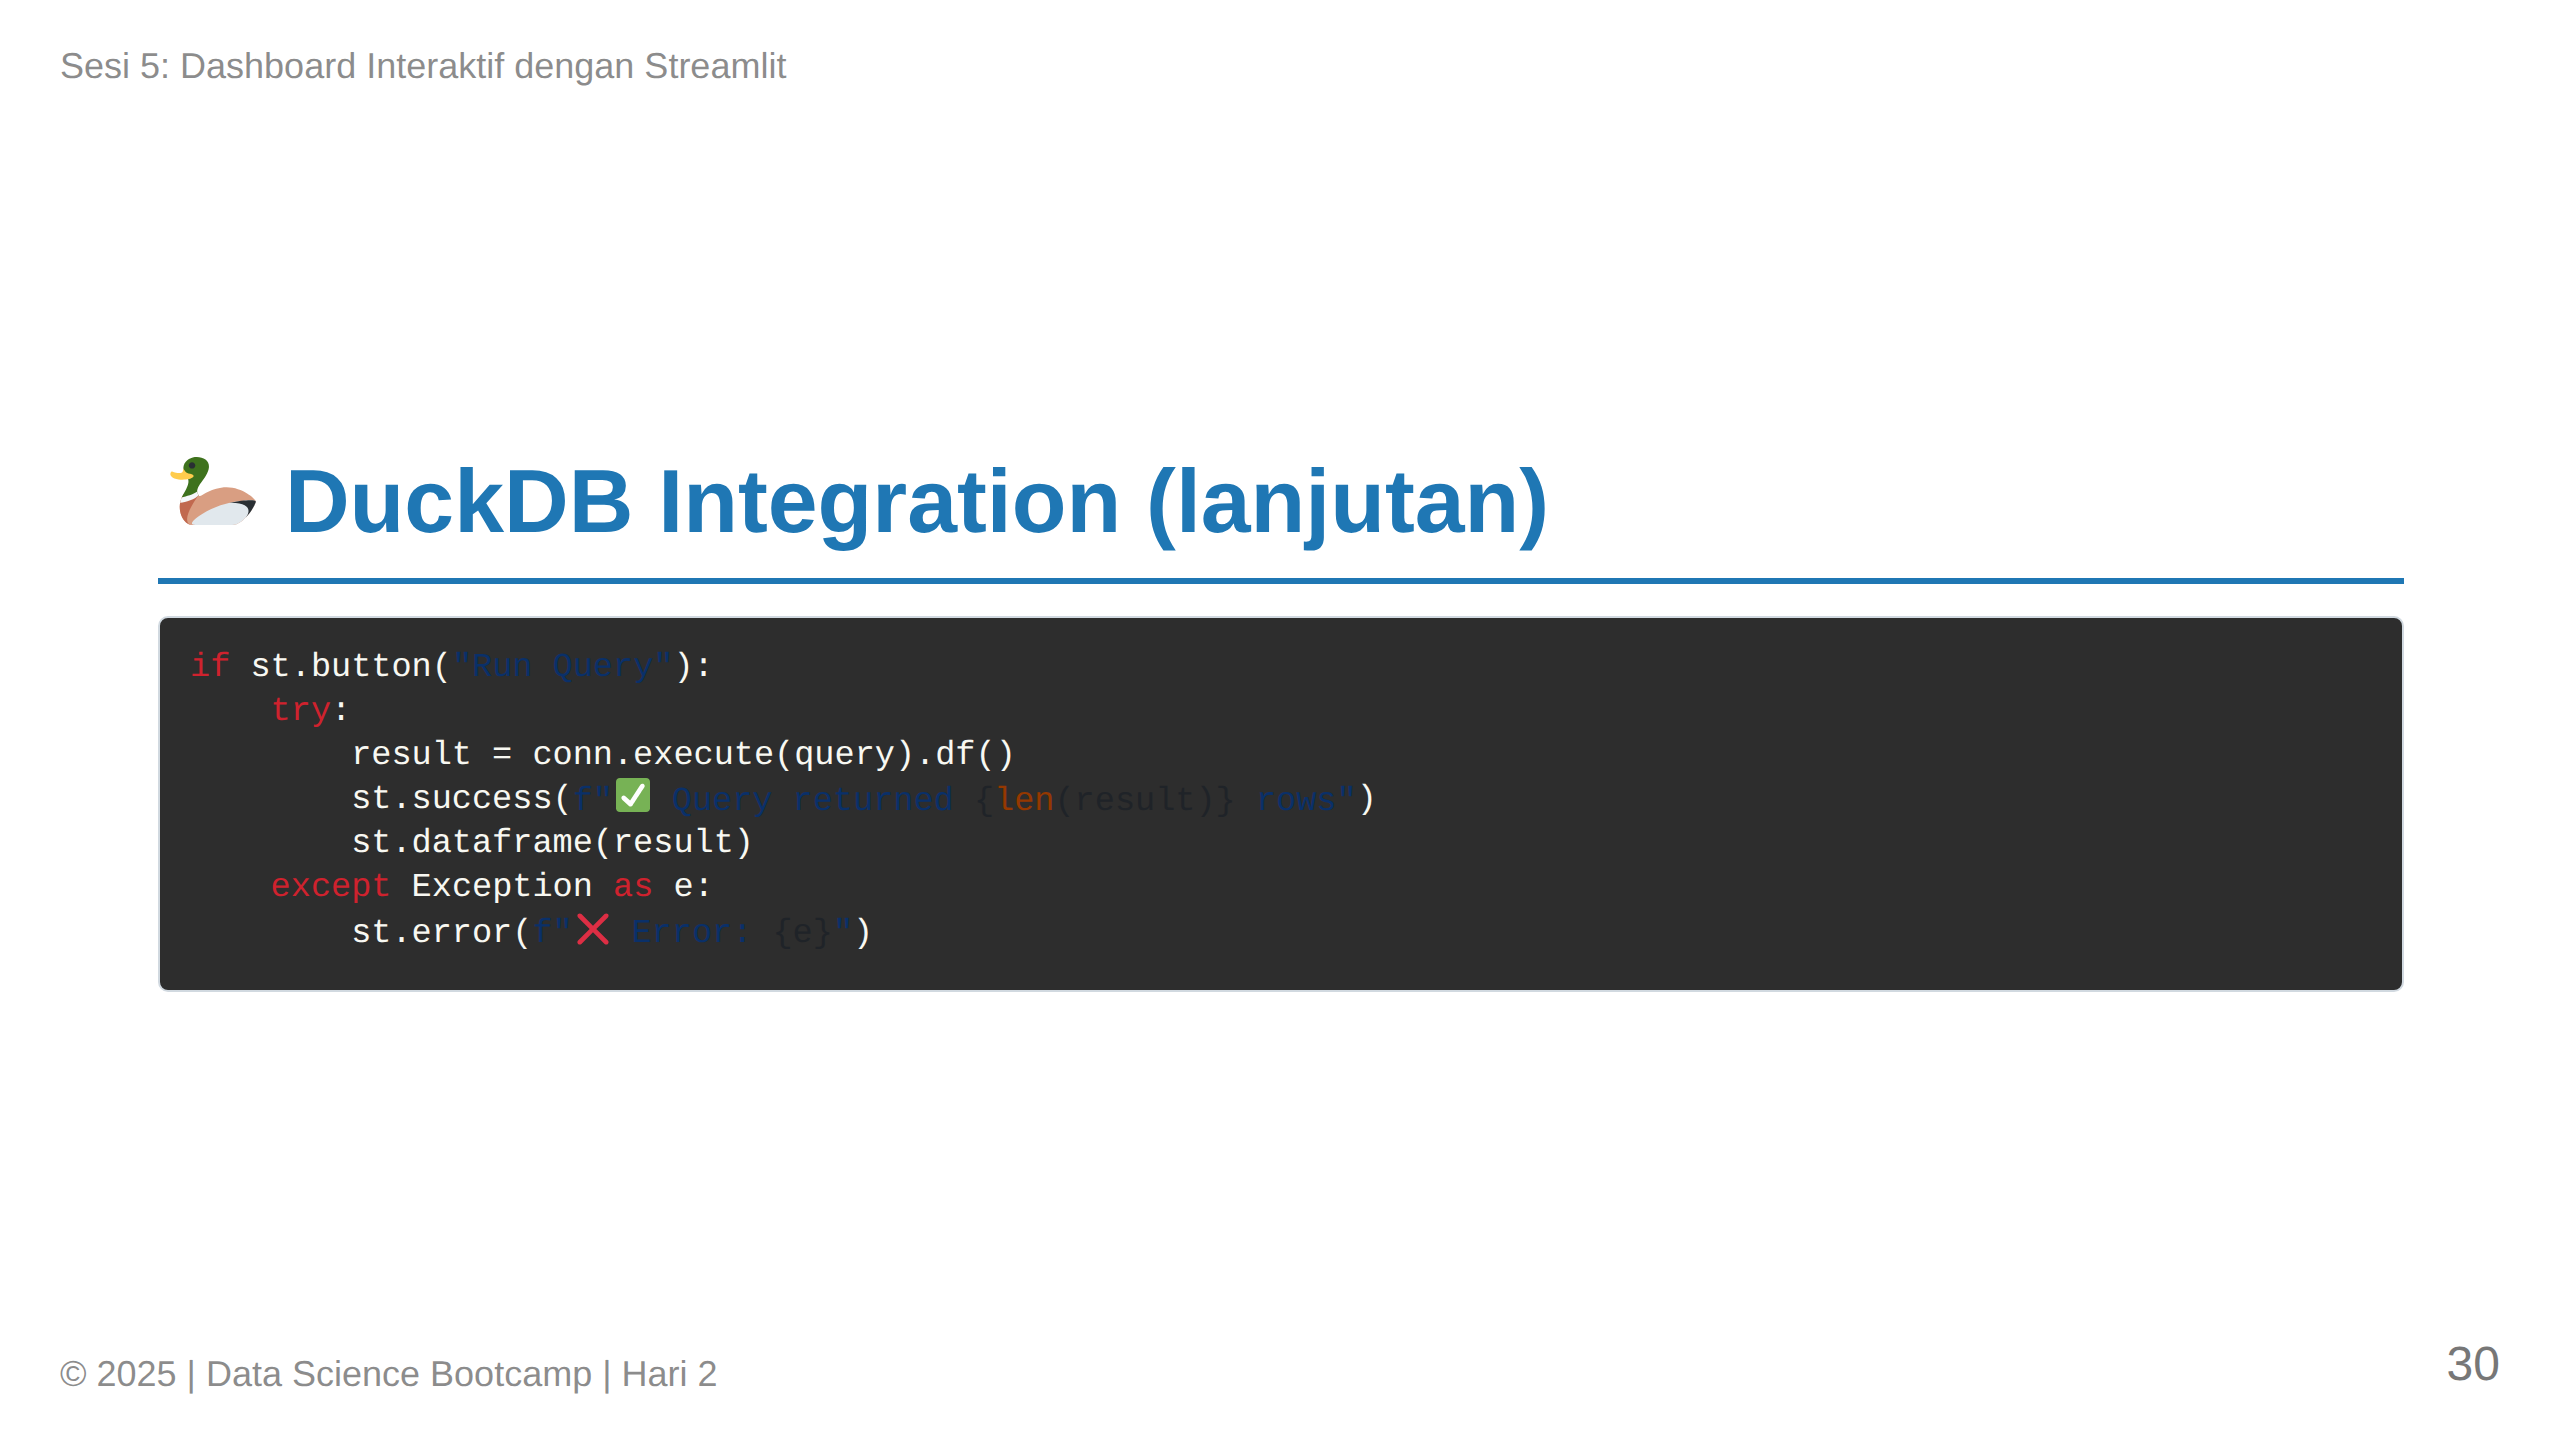 Sesi 5: Dashboard Interaktif dengan Streamlit
🦆 DuckDB Integration (lanjutan)
if st.button("Run Query"):
    try:
        result = conn.execute(query).df()
        st.success(f"✅ Query returned {len(result)} rows")
        st.dataframe(result)
    except Exception as e:
        st.error(f"❌ Error: {e}")
© 2025 | Data Science Bootcamp | Hari 2
30